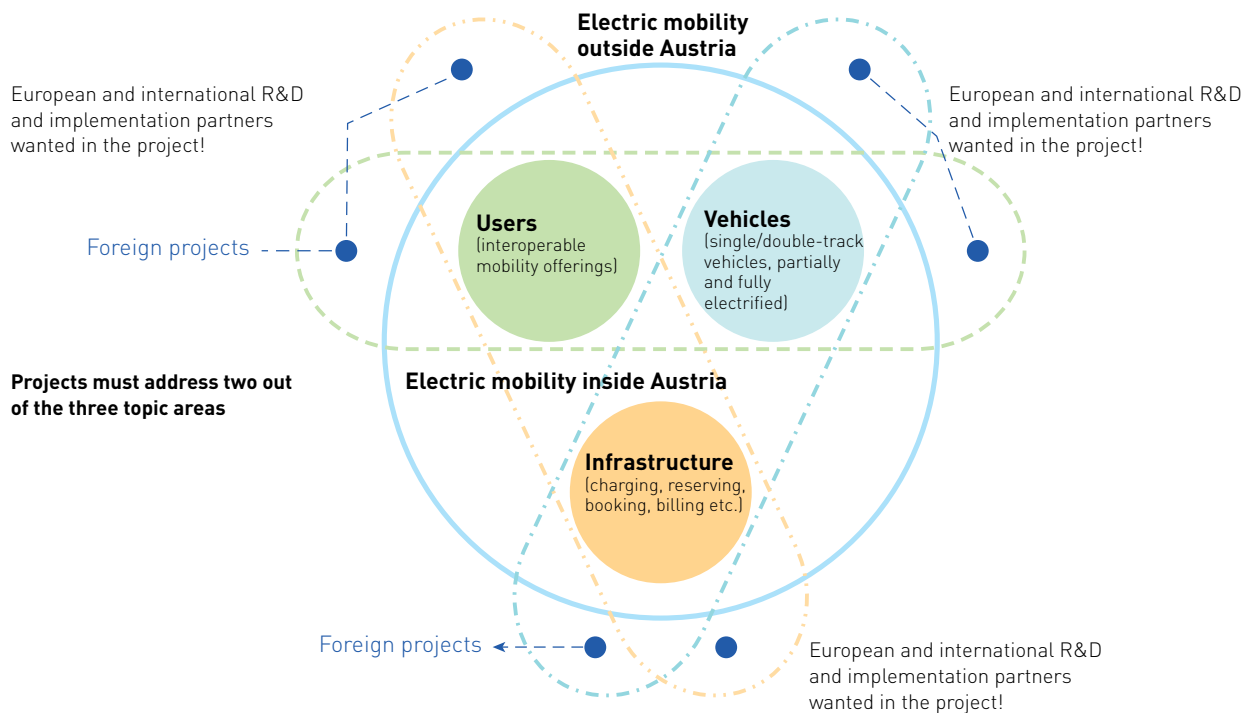 Electric mobility
outside Austria
European and international R&D
and implementation partners
wanted in the project!
European and international R&D
and implementation partners
wanted in the project!
Users
(interoperable
mobility offerings)
Vehicles
(single/double-track
vehicles, partially
and fully
electrified)
Foreign projects
Projects must address two out
of the three topic areas
Electric mobility inside Austria
Infrastructure
(charging, reserving,
booking, billing etc.)
Foreign projects
European and international R&D
and implementation partners
wanted in the project!